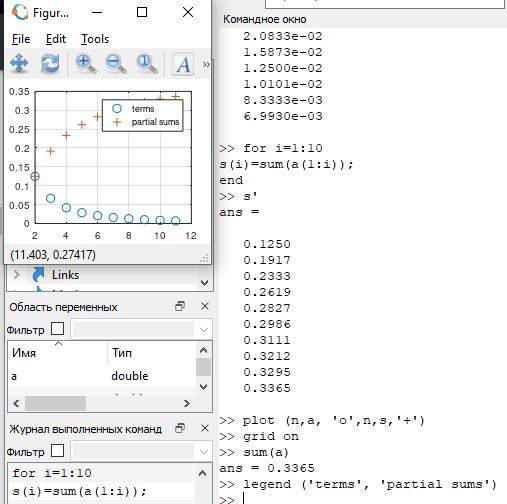 Figur...
File Edit Tools
A »
0.35
0.3
0.25
0.2
0.15
0.1
0.05
0
2 4 6 8 10 12
terms
partial sums
(11.403, 0.27417)
Links
Область переменных
Фильтр
Имя Тип
a double
Журнал выполненных команд
Фильтр
for i=1:10
s(i)=sum(a(1:i));
Командное окно
2.0833e-02
1.5873e-02
1.2500e-02
1.0101e-02
8.3333e-03
6.9930e-03
>> for i=1:10
s(i)=sum(a(1:i));
end
>> s'
ans =
0.1250
0.1917
0.2333
0.2619
0.2827
0.2986
0.3111
0.3212
0.3295
0.3365
>> plot (n,a, 'o',n,s,'+')
>> grid on
>> sum(a)
ans = 0.3365
>> legend ('terms', 'partial sums')
>>